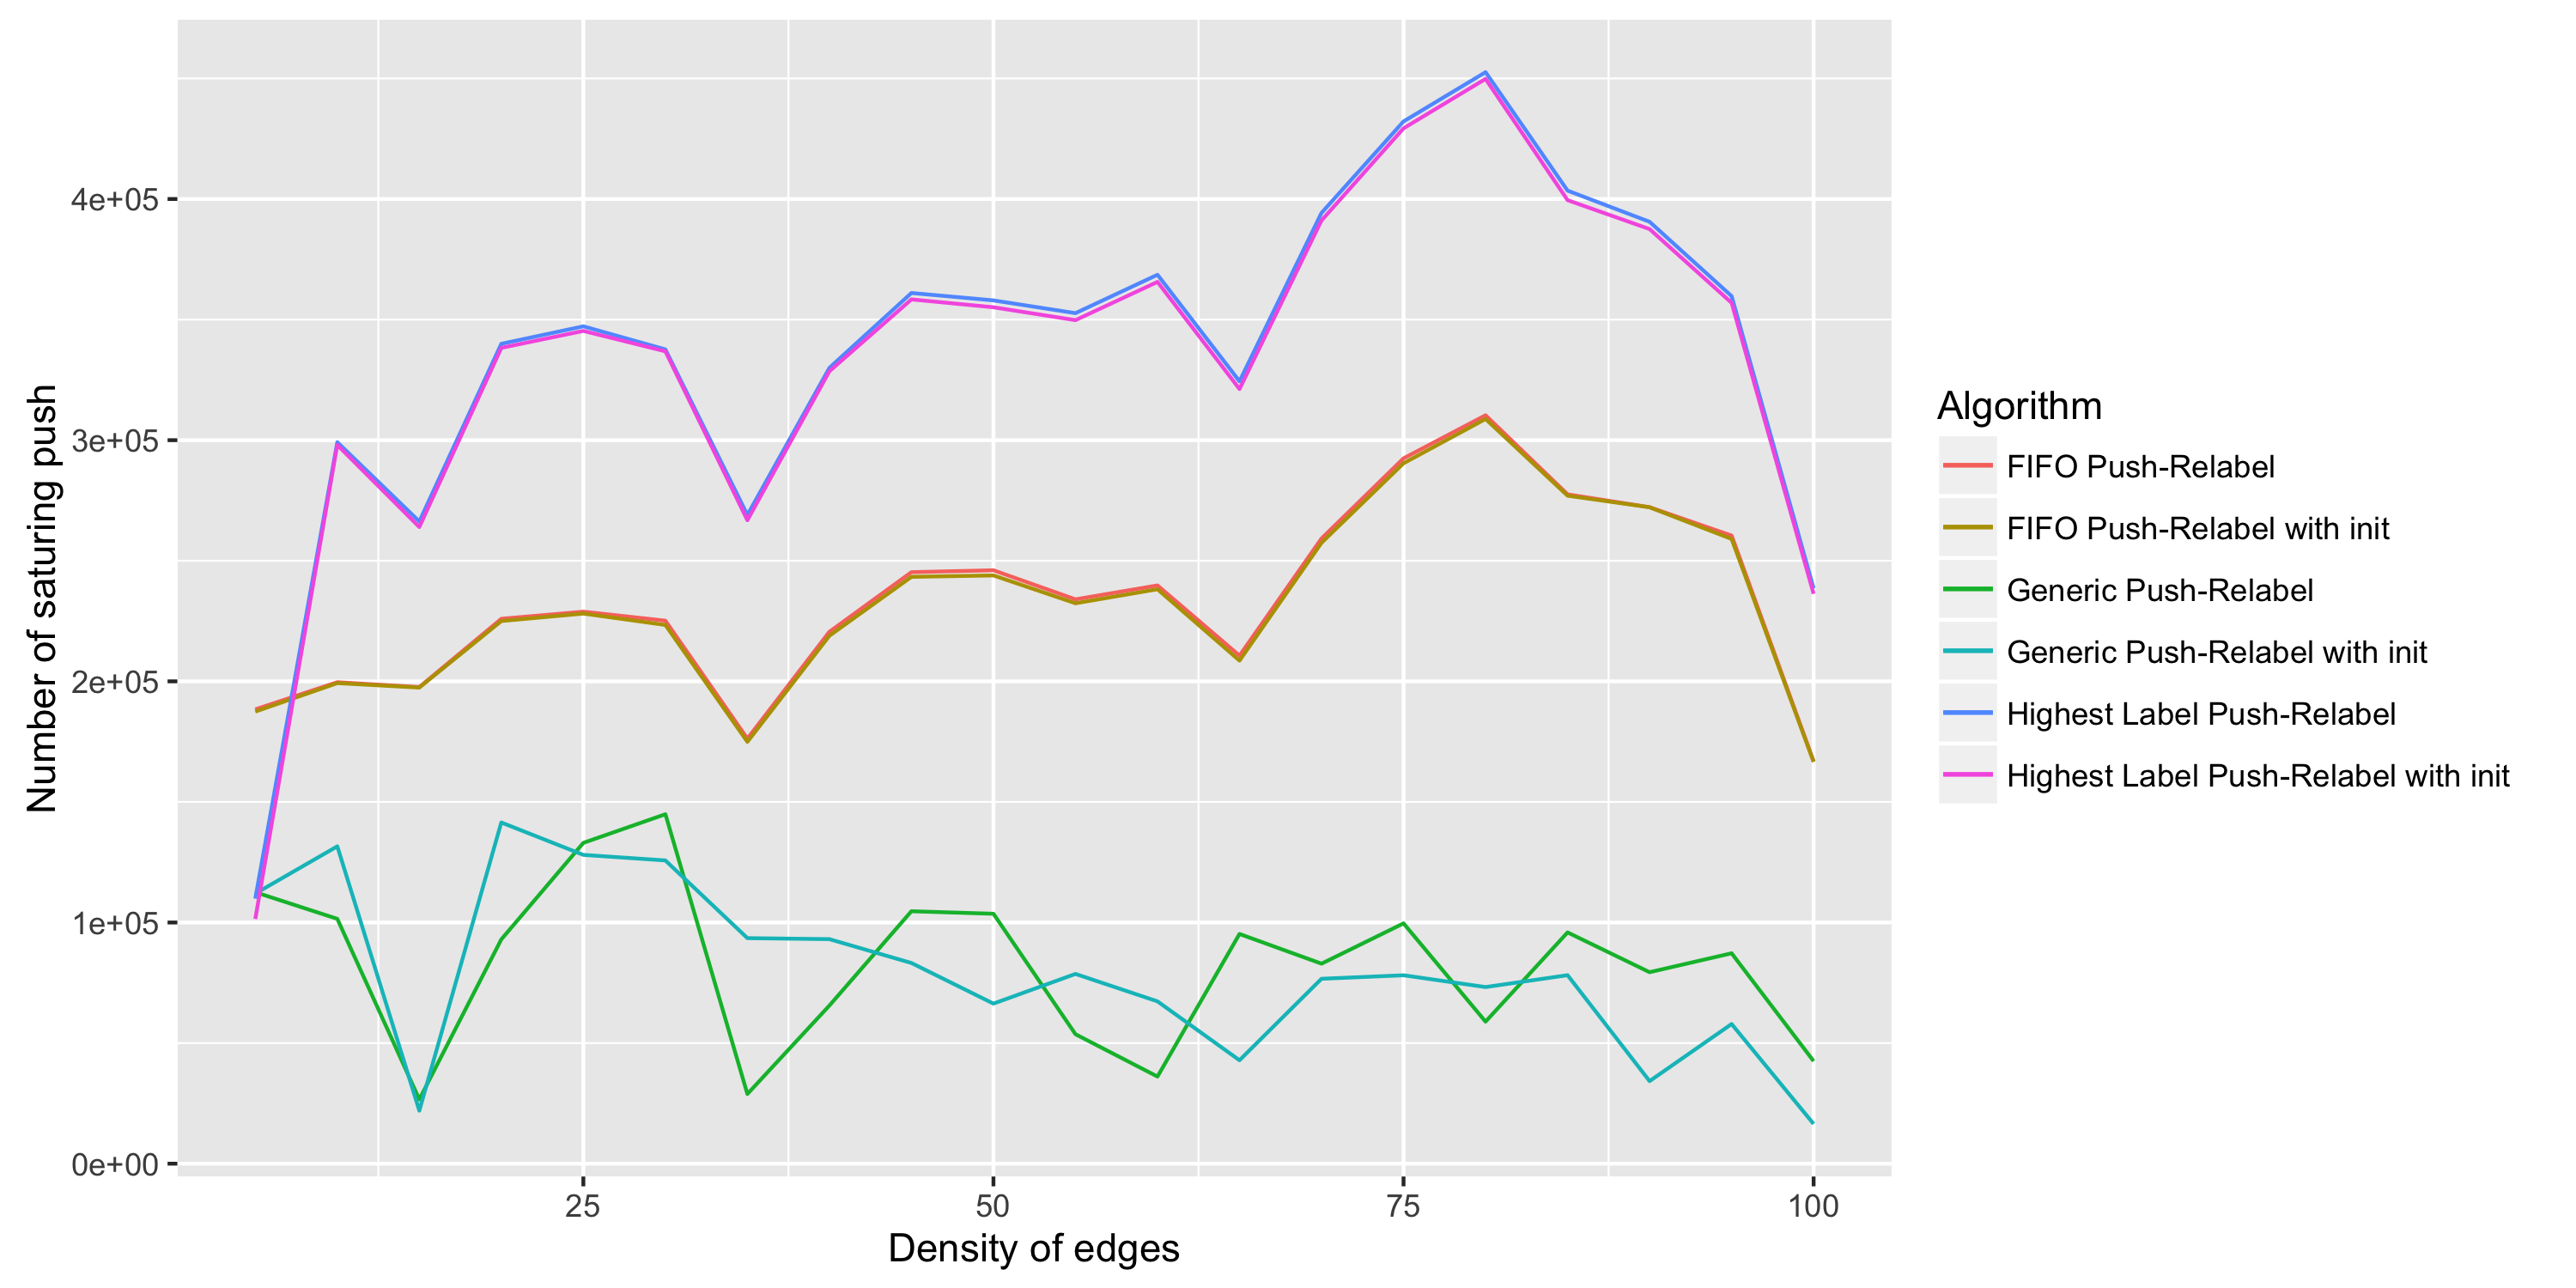 Number of saturing push
4e+05
3e+05
2e+05
1e+05
0e+00
25
50
75
100
Density of edges
Algorithm
FIFO Push-Relabel
FIFO Push-Relabel with init
Generic Push-Relabel
Generic Push-Relabel with init
Highest Label Push-Relabel
Highest Label Push-Relabel with init